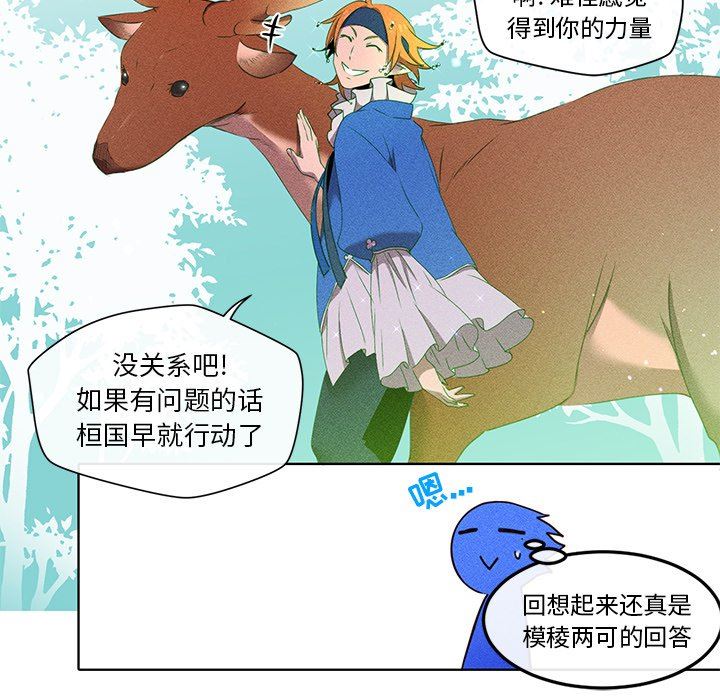 得到你的力量
没关系吧!
如果有问题的话
桓国早就行动了
嗯...
回想起来还真是
模稜两可的回答